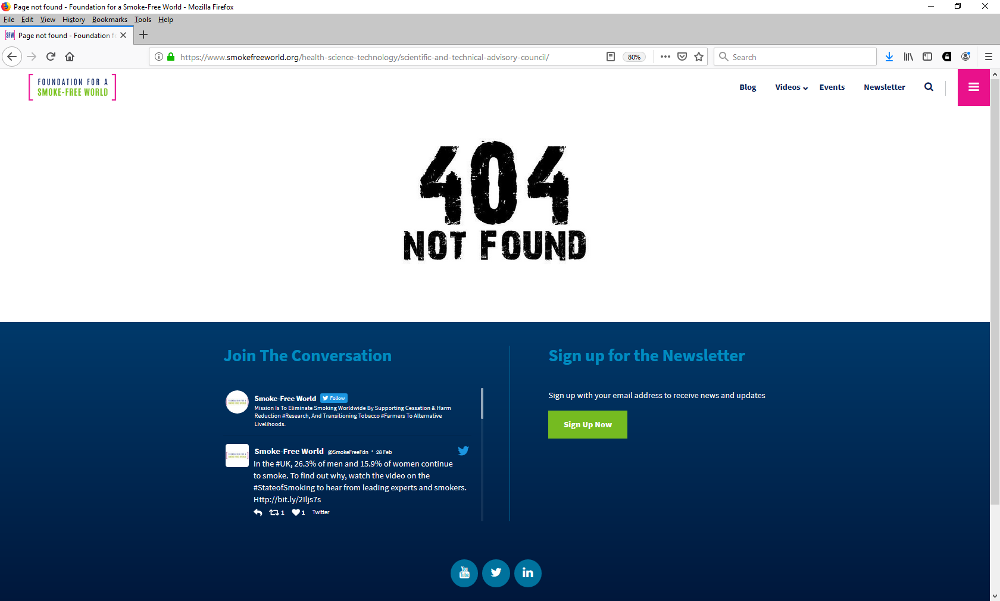 Page not found - Foundation for a Smoke-Free World - Mozilla Firefox
File Edit View History Bookmarks Tools Help
[SFW] Page not found - Foundation f
https://www.smokefreeworld.org/health-science-technology/scientific-and-technical-advisory-council/ 80% Search
FOUNDATION FOR A
SMOKE-FREE WORLD
Blog Videos Events Newsletter
404
NOT FOUND
Join The Conversation
Smoke-Free World Follow
Mission Is To Eliminate Smoking Worldwide By Supporting Cessation & Harm
Reduction #Research, And Transitioning Tobacco #Farmers To Alternative
Livelihoods.
Smoke-Free World @SmokeFreeFdn · 28 Feb
In the #UK, 26.3% of men and 15.9% of women continue
to smoke. To find out why, watch the video on the
#StateofSmoking to hear from leading experts and smokers.
Http://bit.ly/2Iljs7s
1 1 Twitter
Sign up for the Newsletter
Sign up with your email address to receive news and updates
Sign Up Now
You
Tube
in